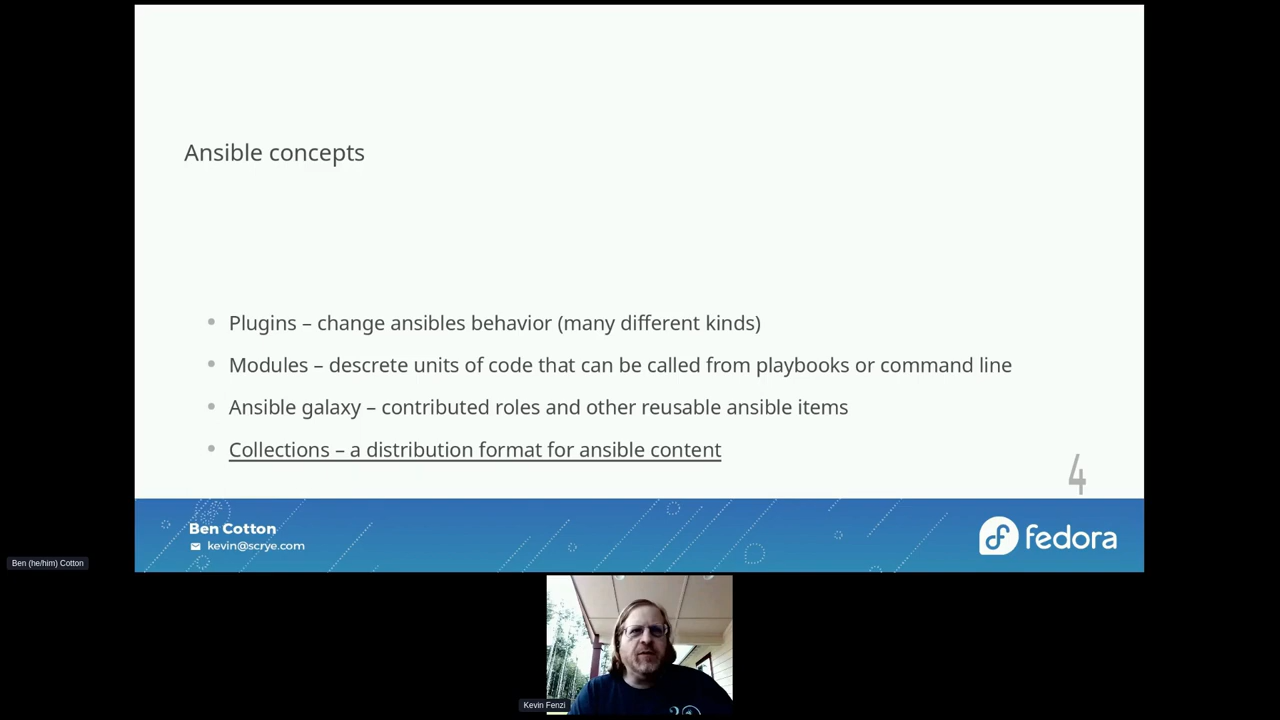 Ansible concepts
Plugins – change ansibles behavior (many different kinds)
Modules – descrete units of code that can be called from playbooks or command line
Ansible galaxy – contributed roles and other reusable ansible items
Collections – a distribution format for ansible content
4
Ben Cotton
kevin@scrye.com
fedora
Ben (he/him) Cotton
Kevin Fenzi